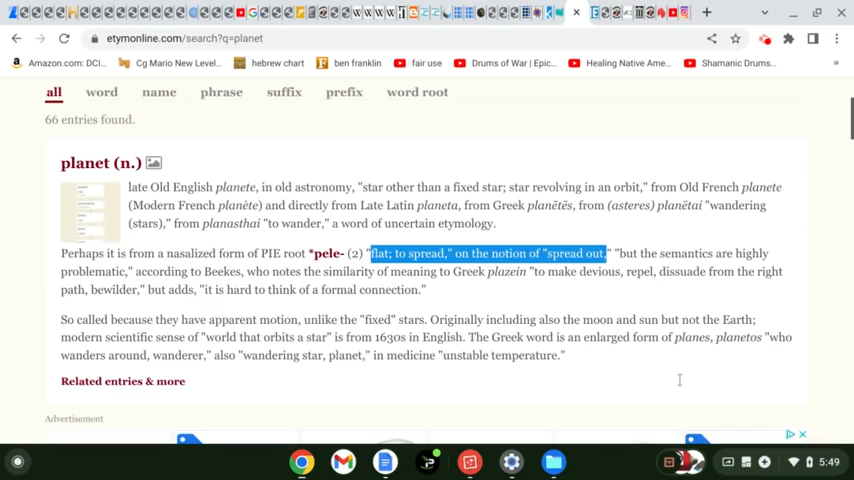 etymonline.com/search?q=planet
Amazon.com: DCI... Cg Mario New Level... hebrew chart ben franklin fair use Drums of War | Epic... Healing Native Ame... Shamanic Drums... »
all word name phrase suffix prefix word root
66 entries found.
planet (n.)
late Old English planete, in old astronomy, "star other than a fixed star; star revolving in an orbit," from Old French planete
(Modern French planète) and directly from Late Latin planeta, from Greek planētēs, from (asteres) planētai "wandering
(stars)," from planasthai "to wander," a word of uncertain etymology.
Perhaps it is from a nasalized form of PIE root *pele- (2) "flat; to spread," on the notion of "spread out," "but the semantics are highly
problematic," according to Beekes, who notes the similarity of meaning to Greek plazein "to make devious, repel, dissuade from the right
path, bewilder," but adds, "it is hard to think of a formal connection."
So called because they have apparent motion, unlike the "fixed" stars. Originally including also the moon and sun but not the Earth;
modern scientific sense of "world that orbits a star" is from 1630s in English. The Greek word is an enlarged form of planes, planetos "who
wanders around, wanderer," also "wandering star, planet," in medicine "unstable temperature."
Related entries & more
Advertisement
5:49